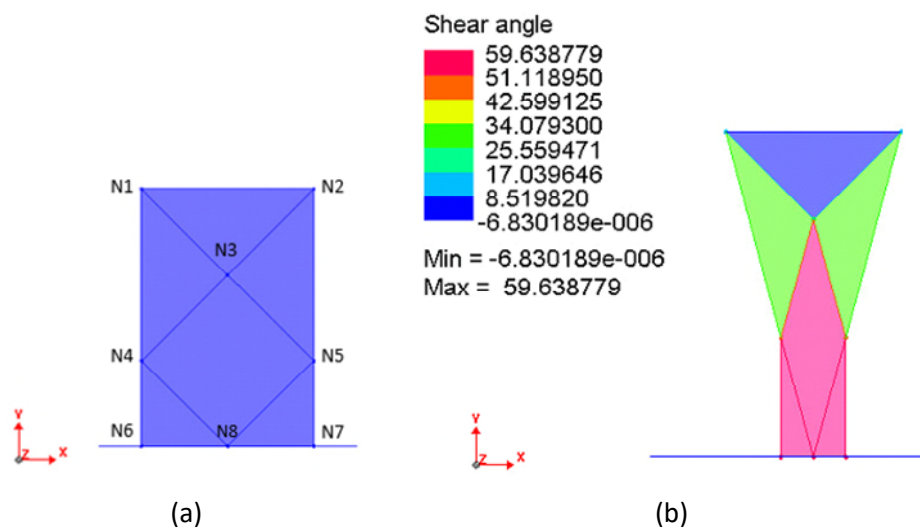 Shear angle
59.638779
51.118950
42.599125
34.079300
25.559471
17.039646
8.519820
-6.830189e-006
Min = -6.830189e-006
Max = 59.638779
N1
N2
N3
N4
N5
N6
N8
N7
Y
Z
X
Y
Z
X
(a)
(b)